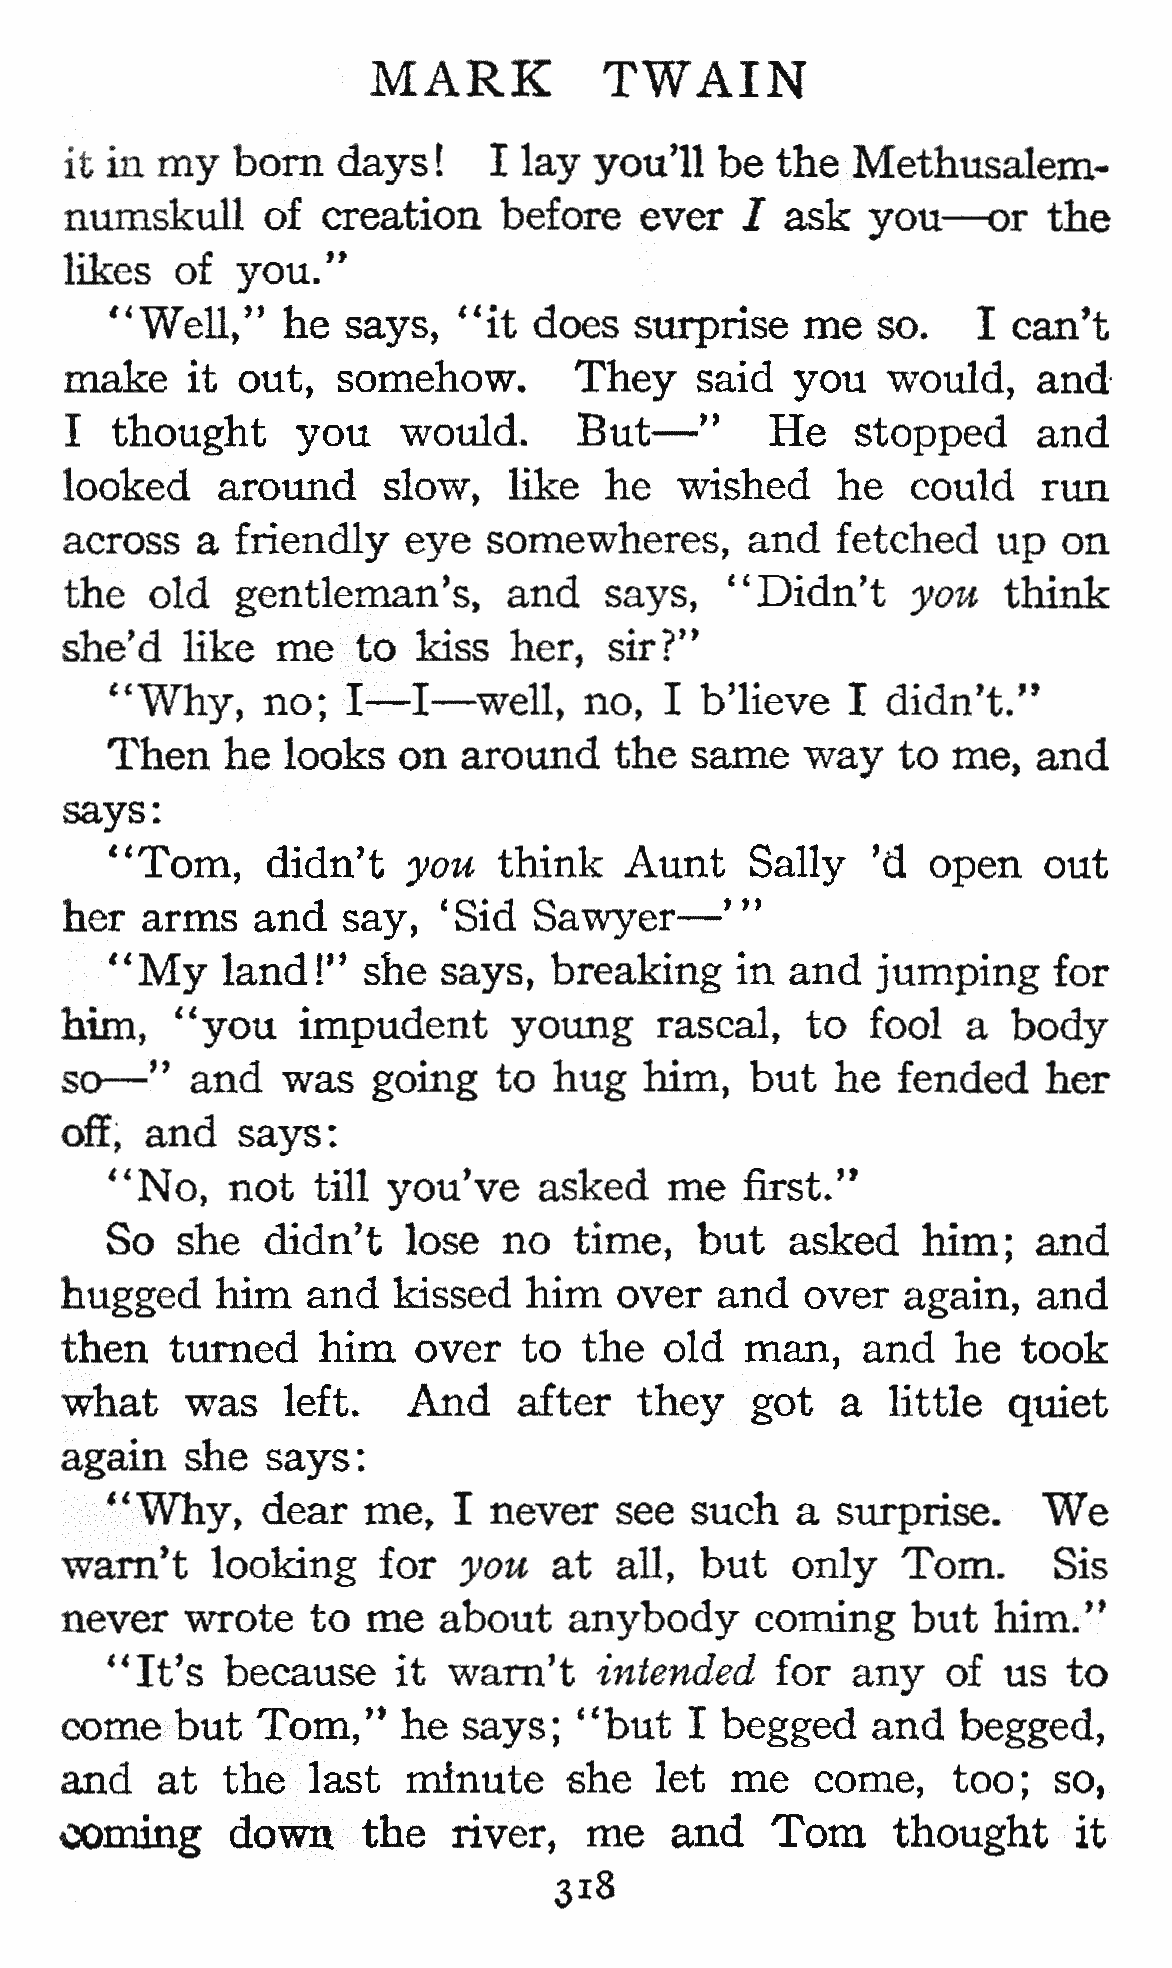 MARK TWAIN
it in my born days! I lay you'll be the Methusalem-
numskull of creation before ever I ask you—or the
likes of you."
"Well," he says, "it does surprise me so. I can't
make it out, somehow. They said you would, and
I thought you would. But—" He stopped and
looked around slow, like he wished he could run
across a friendly eye somewheres, and fetched up on
the old gentleman's, and says, "Didn't you think
she'd like me to kiss her, sir?"
"Why, no; I—I—well, no, I b'lieve I didn't."
Then he looks on around the same way to me, and
says:
"Tom, didn't you think Aunt Sally 'd open out
her arms and say, 'Sid Sawyer—'"
"My land!" she says, breaking in and jumping for
him, "you impudent young rascal, to fool a body
so—" and was going to hug him, but he fended her
off, and says:
"No, not till you've asked me first."
So she didn't lose no time, but asked him; and
hugged him and kissed him over and over again, and
then turned him over to the old man, and he took
what was left. And after they got a little quiet
again she says:
"Why, dear me, I never see such a surprise. We
warn't looking for you at all, but only Tom. Sis
never wrote to me about anybody coming but him."
"It's because it warn't intended for any of us to
come but Tom," he says; "but I begged and begged,
and at the last minute she let me come, too; so,
coming down the river, me and Tom thought it
318